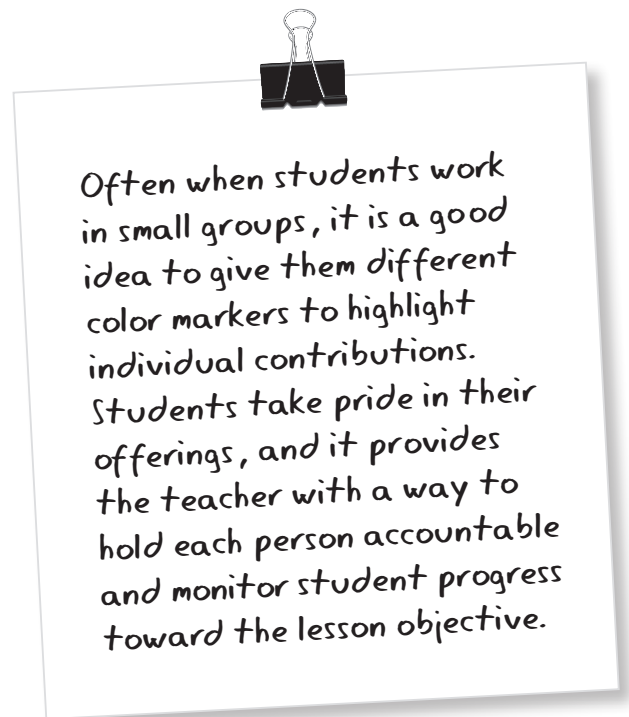 Often when students work
in small groups, it is a good
idea to give them different
color markers to highlight
individual contributions.
Students take pride in their
offerings, and it provides
the teacher with a way to
hold each person accountable
and monitor student progress
toward the lesson objective.